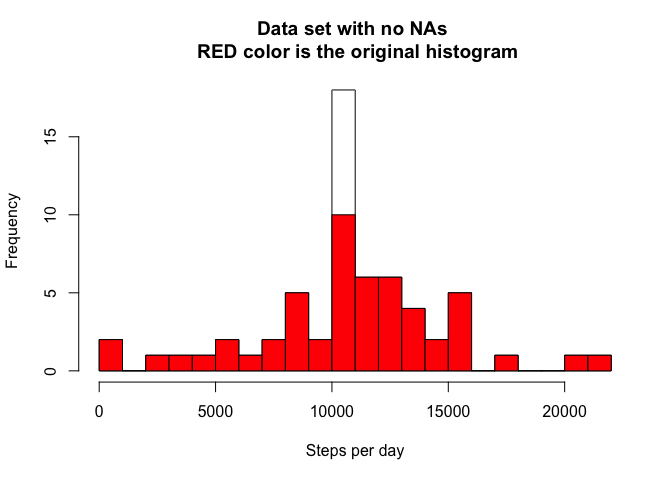 Data set with no NAs
RED color is the original histogram
Frequency
15
10
5
0
0 5000 10000 15000 20000
Steps per day